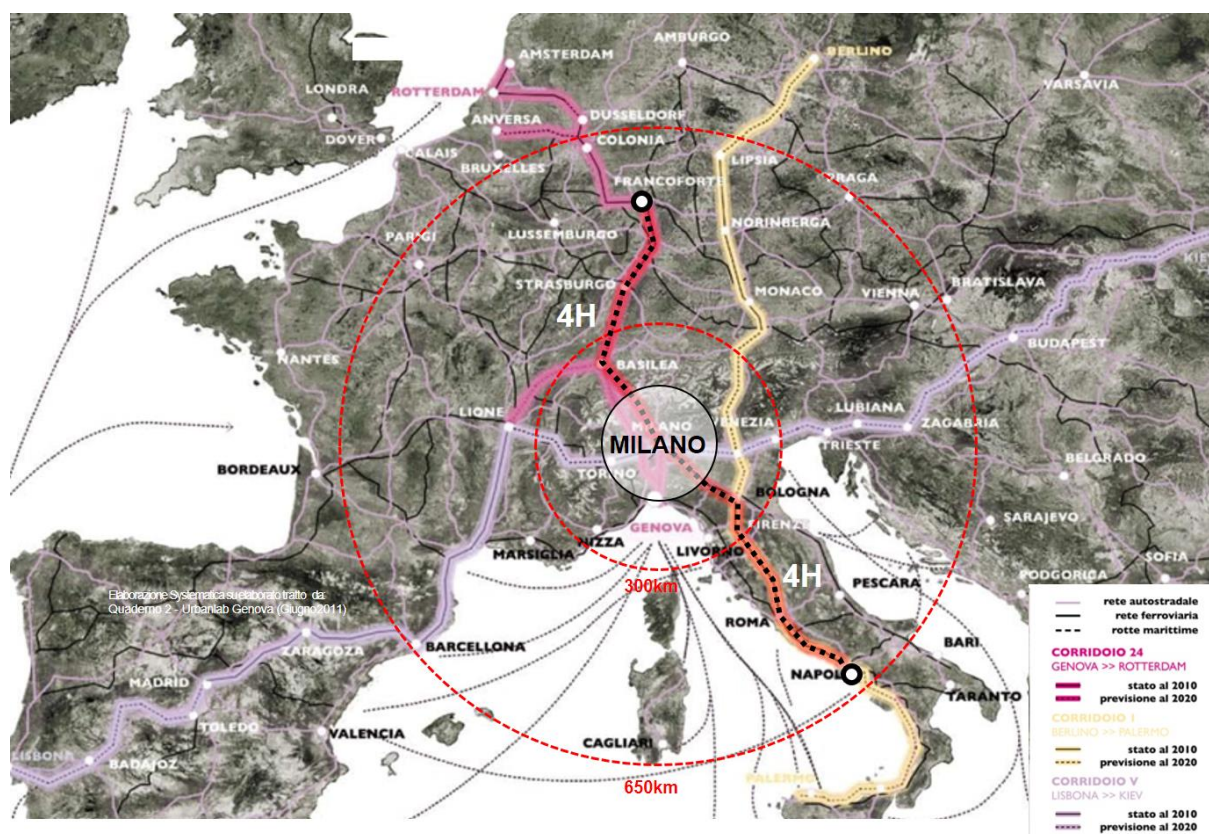 AMBURGO
BERLINO
AMSTERDAM
VARSAVIA
LONDRA
ROTTERDAM
DUSSELDORF
ANVERSA
DOVER
COLONIA
CALAIS
LIPSIA
BRUXELLES
FRANCOFORTE
PRAGA
NORINBERGA
LUSSEMBURGO
PARIGI
KIEV
STRASBURGO
BRATISLAVA
MONACO
VIENNA
4H
BUDAPEST
NANTES
BASILEA
LIONE
LUBIANA
VENEZIA
MILANO
ZAGABRIA
MILANO
TRIESTE
BORDEAUX
TORINO
BELGRADO
BOLOGNA
SARAJEVO
GENOVA
FIRENZE
NIZZA
MARSIGLIA
LIVORNO
SOFIA
4H
PODGORICA
300km
PESCARA
Elaborazione Systematica su elaborato tratto da:
Quaderno 2 - Urbanlab Genova (Giugno2011)
ROMA
BARI
BARCELLONA
ZARAGOZA
NAPOLI
MADRID
TARANTO
TOLEDO
VALENCIA
CAGLIARI
LISBONA
BADAJOZ
PALERMO
650km
rete autostradale
rete ferroviaria
rotte marittime
CORRIDOIO 24
GENOVA >> ROTTERDAM
stato al 2010
previsione al 2020
CORRIDOIO 1
BERLINO >> PALERMO
stato al 2010
previsione al 2020
CORRIDOIO V
LISBONA >> KIEV
stato al 2010
previsione al 2020